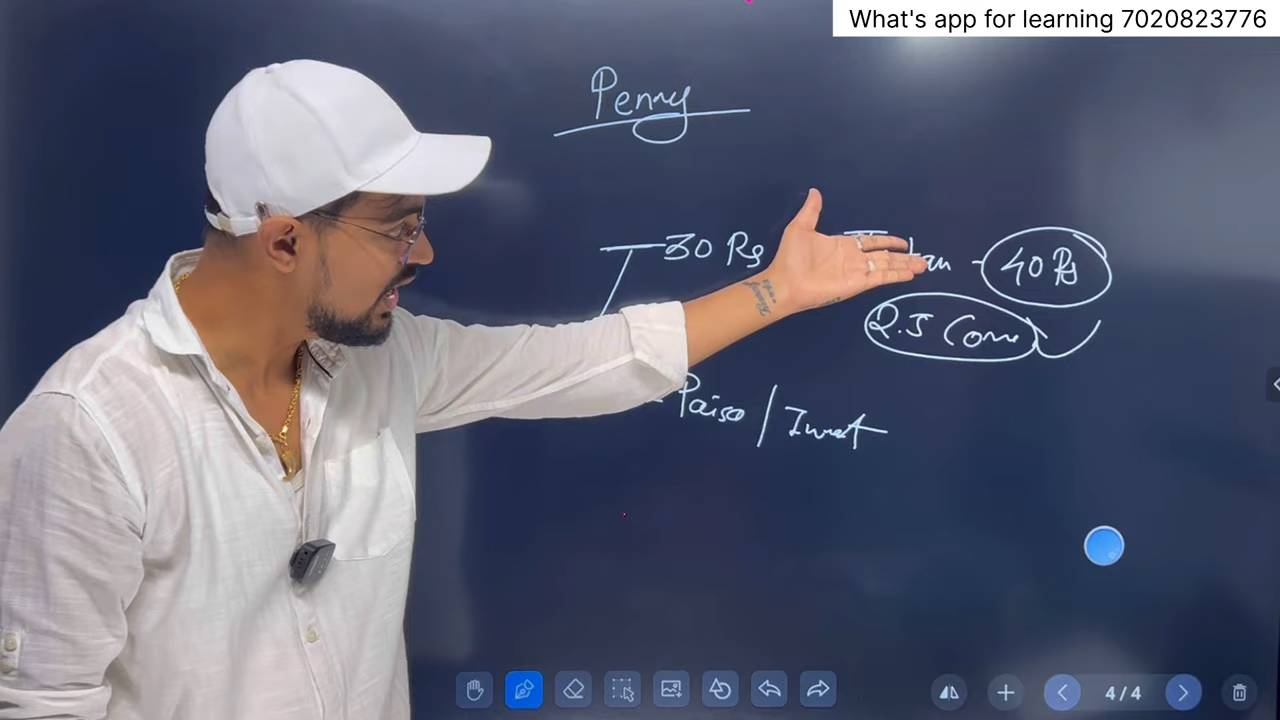 What's app for learning 7020823776
Penny
30 Rs
40 Rs
R.J Com
Paisa / Invest
4/4